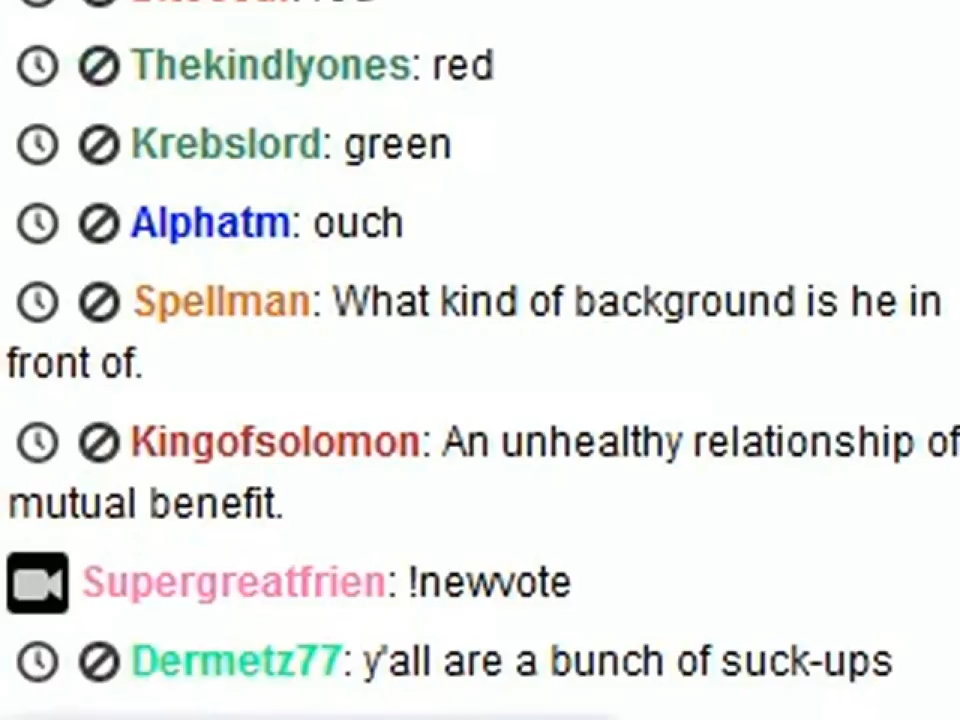 Thekindlyones: red
Krebslord: green
Alphatm: ouch
Spellman: What kind of background is he in
front of.
Kingofsolomon: An unhealthy relationship of
mutual benefit.
Supergreatfrien: !newvote
Dermetz77: y'all are a bunch of suck-ups